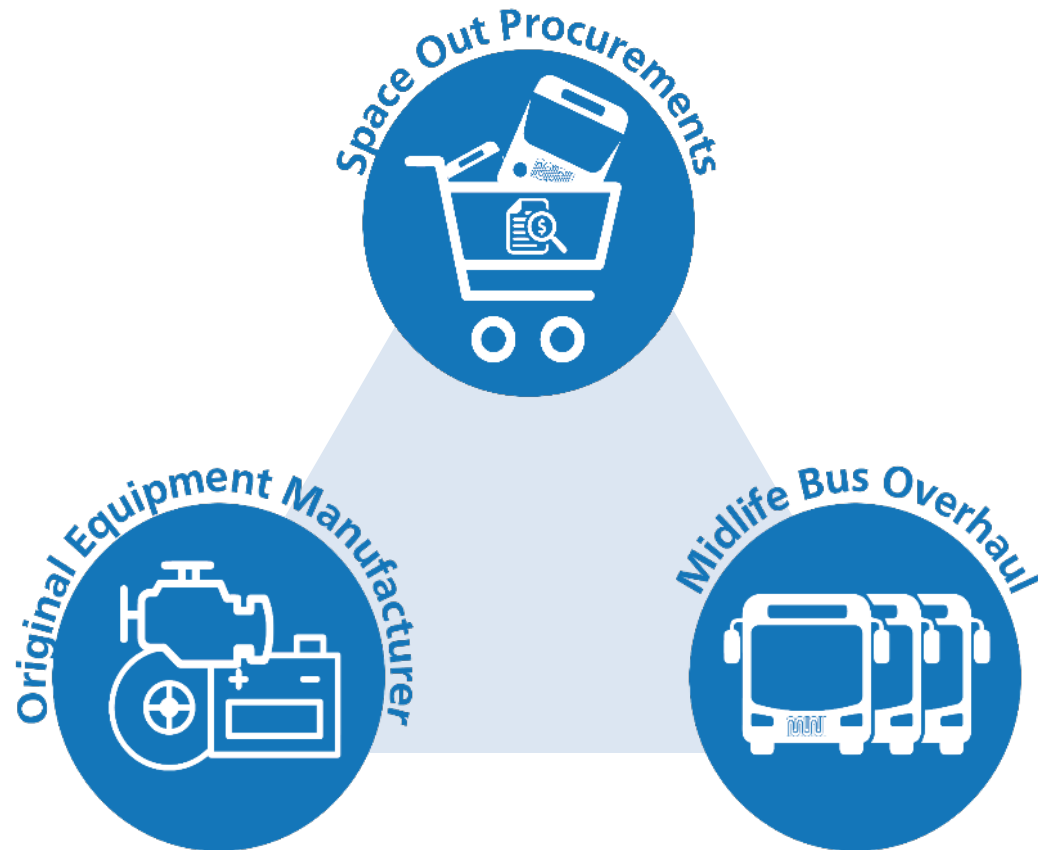 Space Out Procurements
Original Equipment Manufacturer
Midlife Bus Overhaul
$
+ -